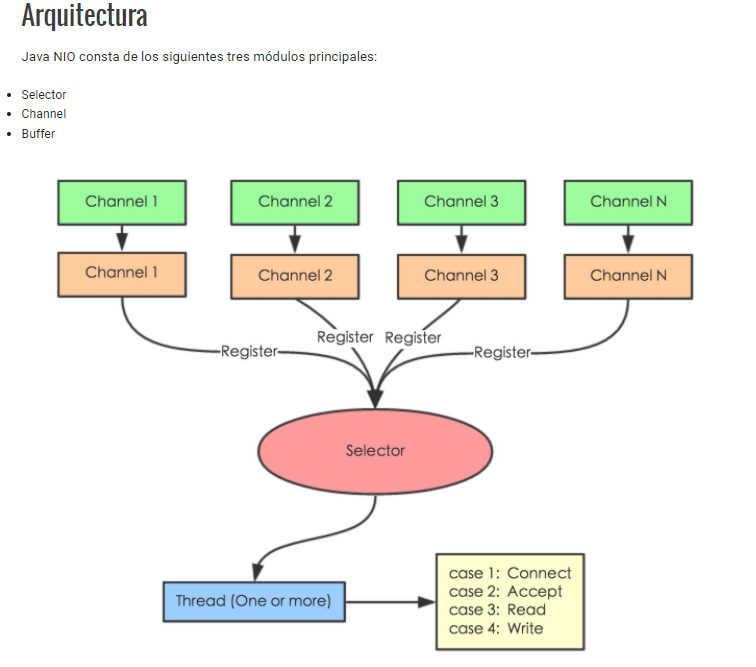 Arquitectura
Java NIO consta de los siguientes tres módulos principales:
Selector
Channel
Buffer
Channel 1
Channel 2
Channel 3
Channel N
Channel 1
Channel 2
Channel 3
Channel N
Register
Register
Register
Register
Selector
Thread (One or more)
case 1: Connect
case 2: Accept
case 3: Read
case 4: Write